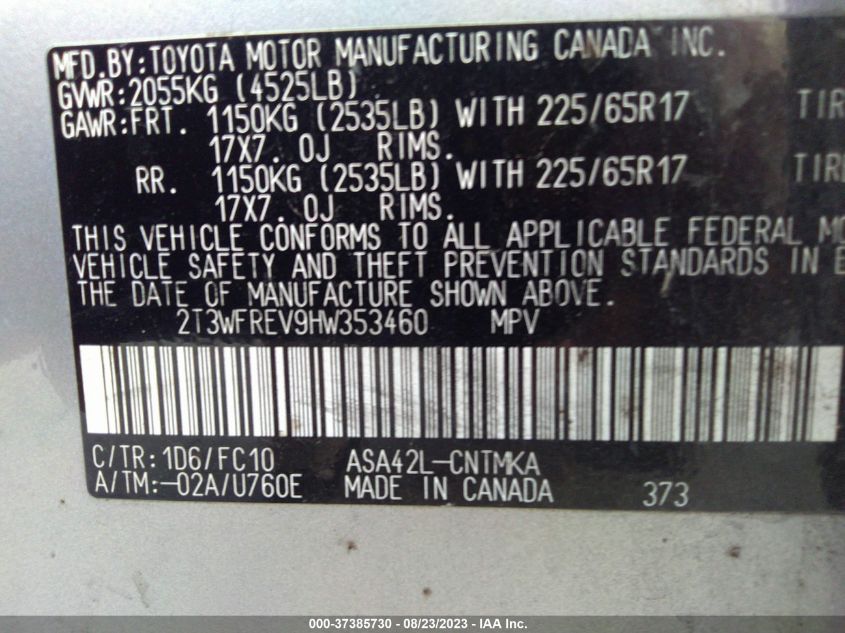 MFD.BY:TOYOTA MOTOR MANUFACTURING CANADA INC.
GVWR:2055KG (4525LB)
GAWR:FRT. 1150KG (2535LB) WITH 225/65R17 TIR
17X7.0J RIMS.
RR. 1150KG (2535LB) WITH 225/65R17 TIR
17X7.0J RIMS.
THIS VEHICLE CONFORMS TO ALL APPLICABLE FEDERAL MO
VEHICLE SAFETY AND THEFT PREVENTION STANDARDS IN E
THE DATE OF MANUFACTURE SHOWN ABOVE.
2T3WFREV9HW353460 MPV
C/TR:1D6/FC10 ASA42L-CNTMKA
A/TM:-02A/U760E MADE IN CANADA 373
000-37385730 - 08/23/2023 - IAA Inc.